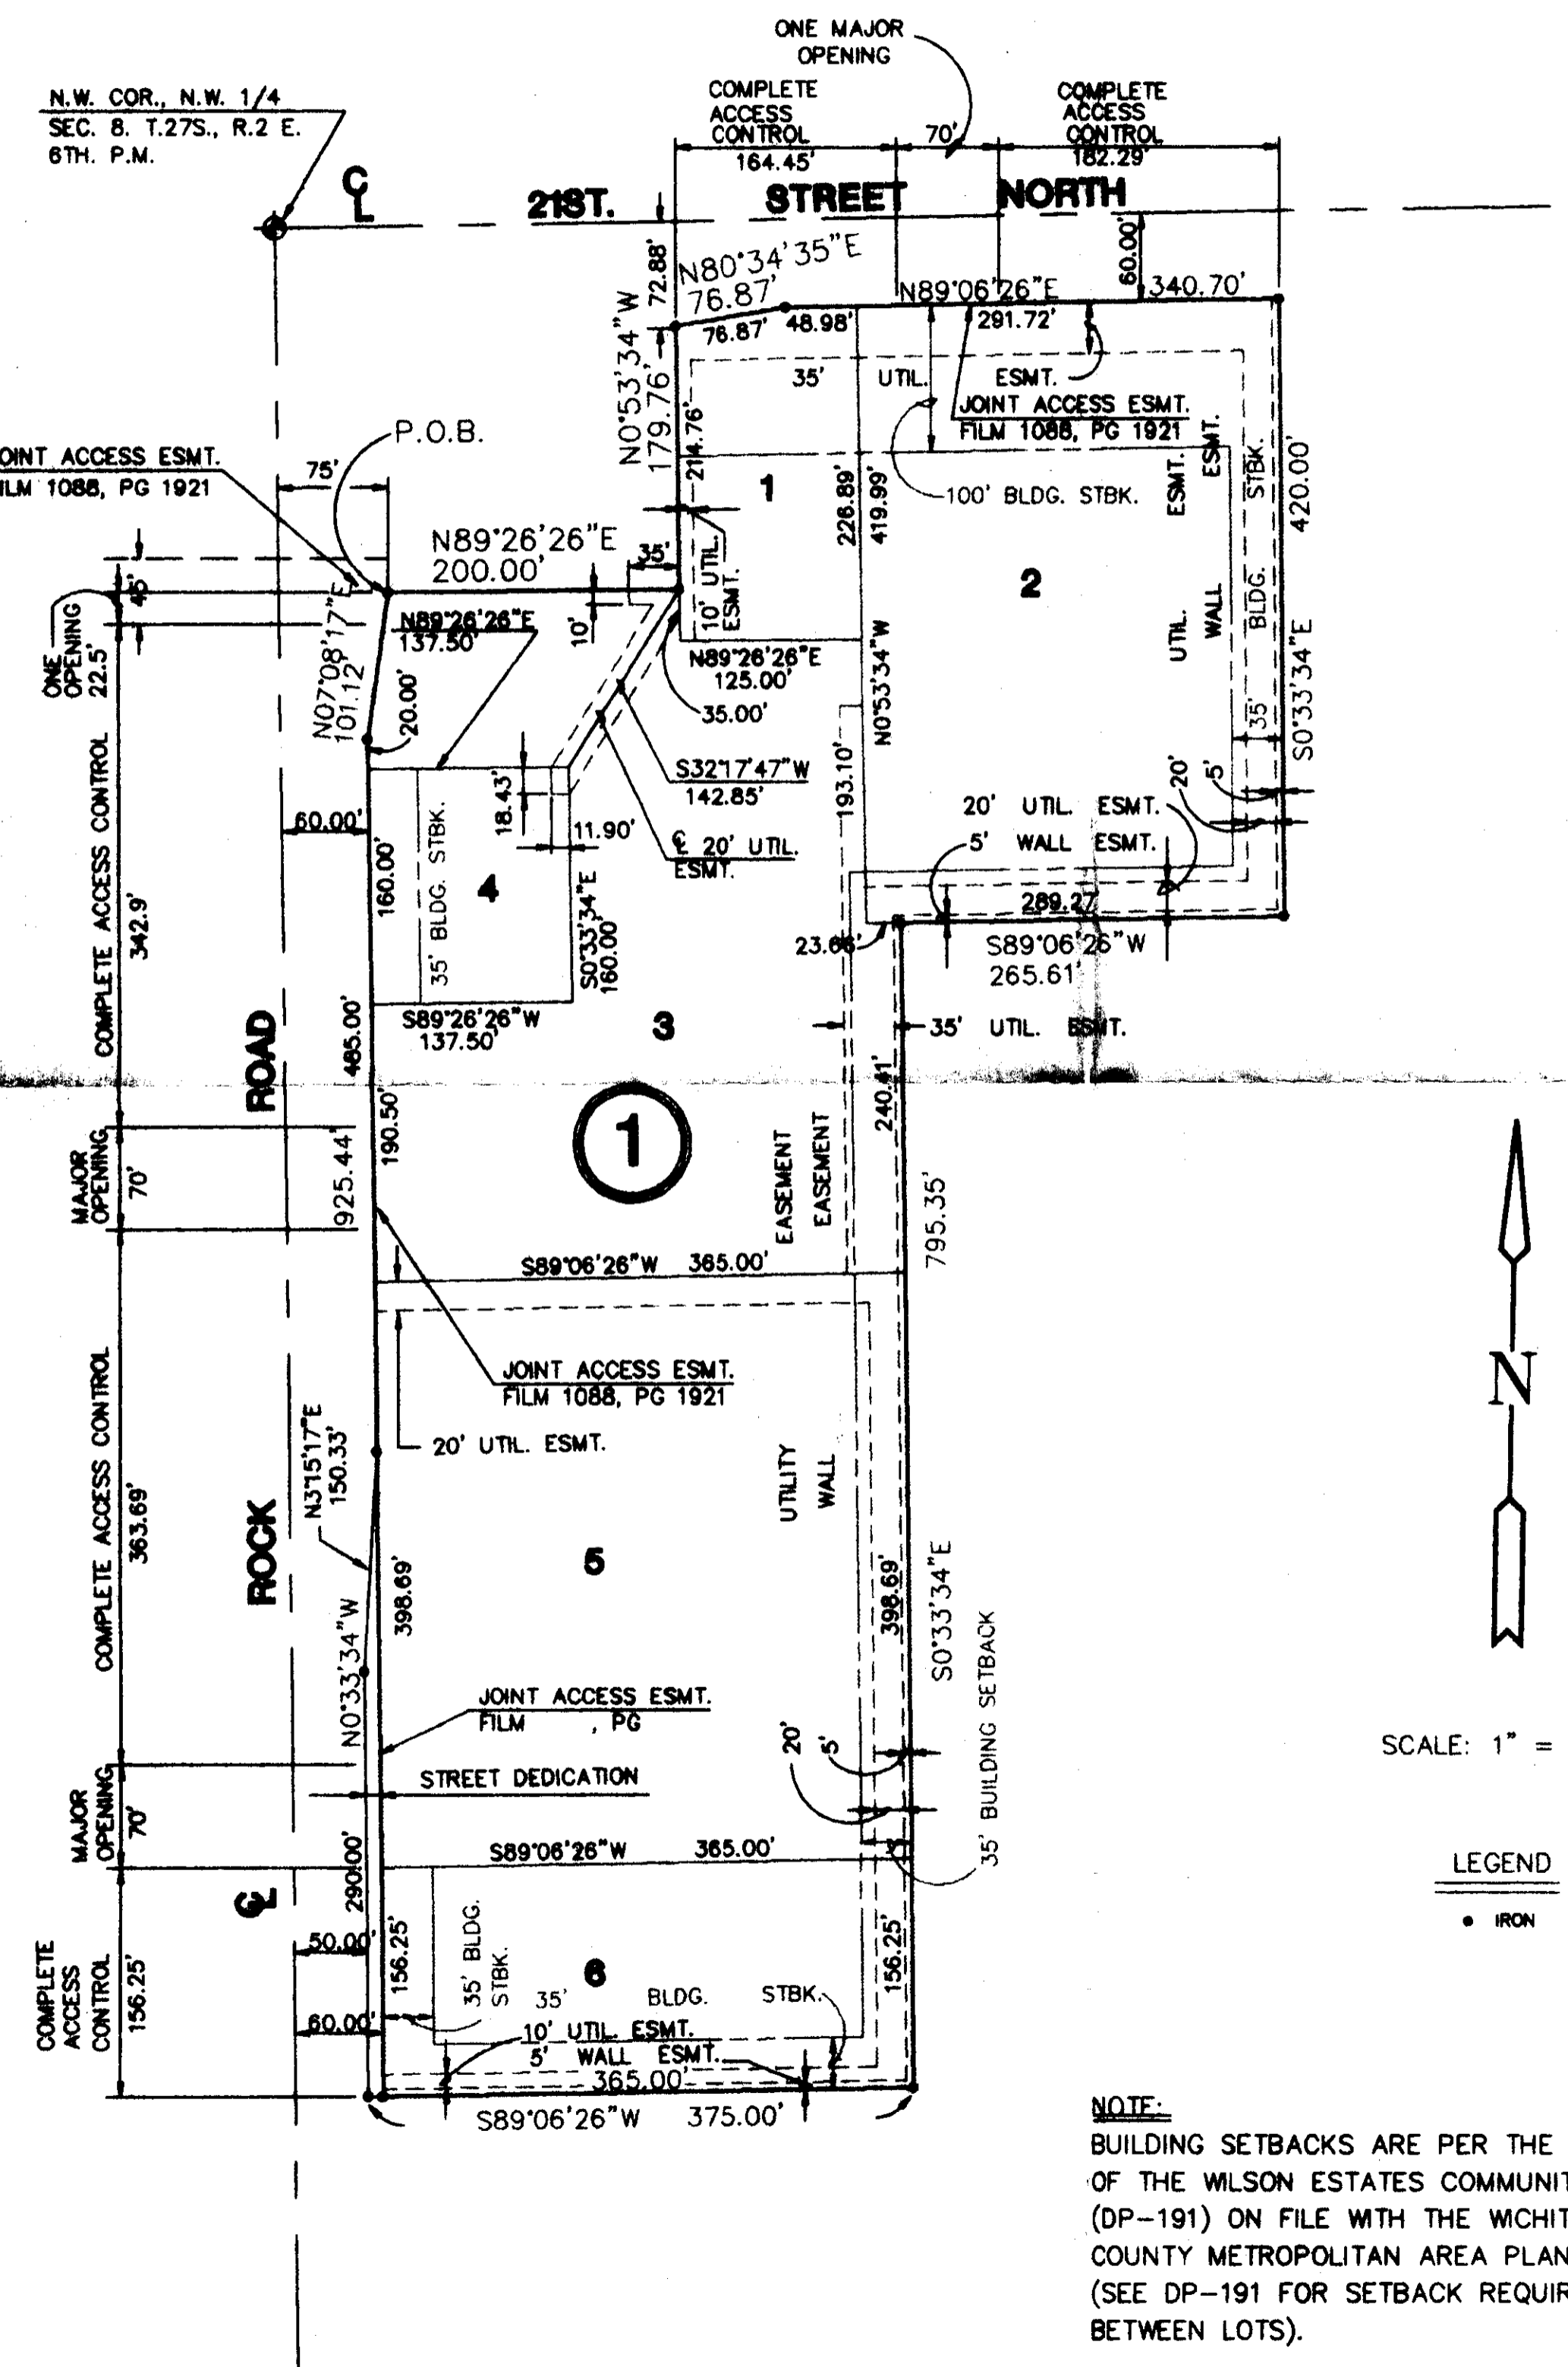 ONE MAJOR
OPENING
N.W. COR., N.W. 1/4
SEC. 8. T.27S., R.2 E.
6TH. P.M.
COMPLETE
ACCESS
CONTROL
164.45'
70'
COMPLETE
ACCESS
CONTROL
182.29'
CL
21ST. STREET NORTH
72.88'
N80°34'35"E
76.87'
60.00'
N89°06'26"E
340.70'
76.87'
48.98'
291.72'
N0°53'34"W
179.76'
35' UTIL. ESMT.
JOINT ACCESS ESMT.
FILM 1088, PG 1921
214.76'
1
226.89'
419.99'
100' BLDG. STBK.
UTIL. ESMT.
WALL ESMT.
BLDG. STBK.
35'
420.00'
S0°33'34"E
2
P.O.B.
OINT ACCESS ESMT.
ILM 1088, PG 1921
75'
N89°26'26"E
200.00'
35'
10' UTIL.
ESMT.
45'
ONE
OPENING
22.5'
N07°08'17"E
101.12'
N89°26'26"E
137.50'
10'
20.00'
N89°26'26"E
125.00'
35.00'
N0°53'34"W
S32°17'47"W
142.85'
193.10'
18.43'
11.90'
CL 20' UTIL.
ESMT.
20' UTIL. ESMT.
5' WALL ESMT.
20'
5'
60.00'
160.00'
35' BLDG. STBK.
4
S0°33'34"E
160.00'
289.27'
23.66'
S89°06'26"W
265.61'
COMPLETE ACCESS CONTROL
342.9'
S89°26'26"W
137.50'
3
35' UTIL. ESMT.
ROAD
485.00'
240.41'
1
MAJOR
OPENING
70'
925.44'
190.50'
EASEMENT
EASEMENT
795.35'
S89°06'26"W 365.00'
N
JOINT ACCESS ESMT.
FILM 1088, PG 1921
COMPLETE ACCESS CONTROL
363.69'
N3°15'17"E
150.33'
20' UTIL. ESMT.
UTILITY
WALL
ROCK
5
398.69'
398.69'
S0°33'34"E
N0°33'34"W
JOINT ACCESS ESMT.
FILM , PG
20'
5'
35' BUILDING SETBACK
SCALE: 1" =
STREET DEDICATION
MAJOR
OPENING
70'
S89°06'26"W 365.00'
LEGEND
IRON
CL
290.00'
50.00'
COMPLETE
ACCESS
CONTROL
156.25'
156.25'
35' BLDG.
STBK.
6
156.25'
35' BLDG. STBK.
60.00'
10' UTIL. ESMT.
5' WALL ESMT.
365.00'
S89°06'26"W 375.00'
NOTE:
BUILDING SETBACKS ARE PER THE
OF THE WILSON ESTATES COMMUNIT
(DP-191) ON FILE WITH THE WICHIT
COUNTY METROPOLITAN AREA PLAN
(SEE DP-191 FOR SETBACK REQUIR
BETWEEN LOTS).